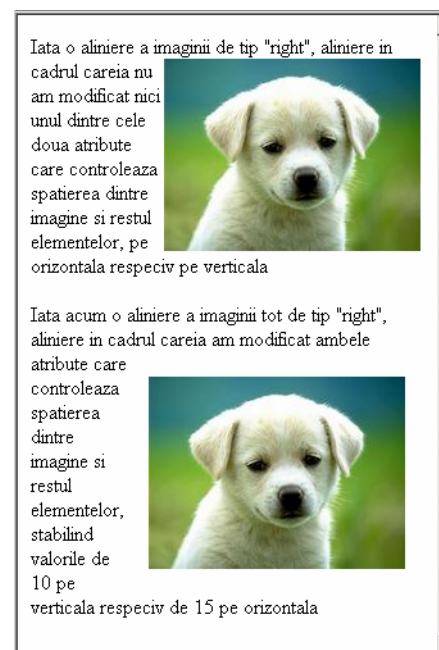 Iata o aliniere a imaginii de tip "right", aliniere in
cadrul careia nu
am modificat nici
unul dintre cele
doua atribute
care controleaza
spatierea dintre
imagine si restul
elementelor, pe
orizontala respeciv pe verticala
Iata acum o aliniere a imaginii tot de tip "right",
aliniere in cadrul careia am modificat ambele
atribute care
controleaza
spatierea
dintre
imagine si
restul
elementelor,
stabilind
valorile de
10 pe
verticala respeciv de 15 pe orizontala